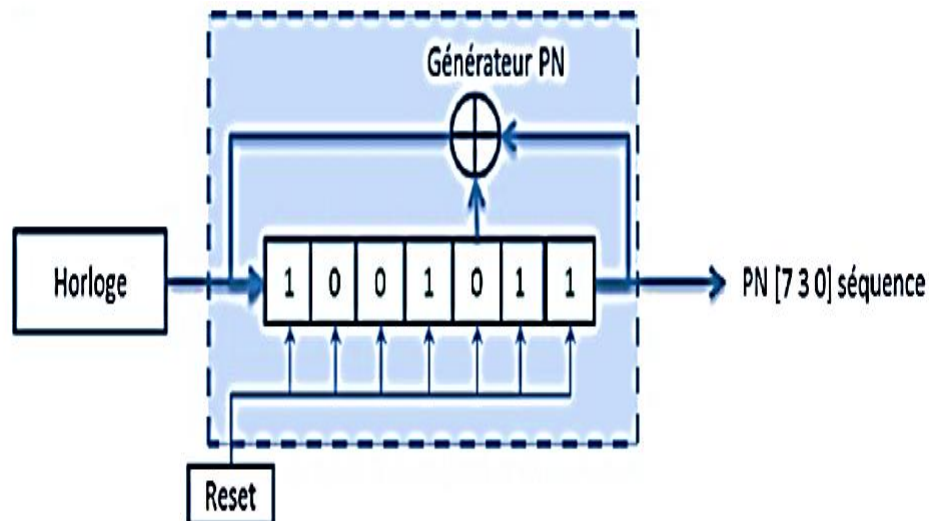 Générateur PN
Horloge
1 0 0 1 0 1 1
PN [7 3 0] séquence
Reset